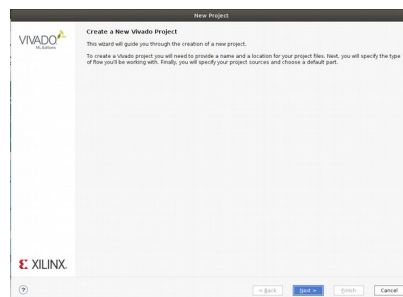 New Project
VIVADO
ML Editions
Create a New Vivado Project
This wizard will guide you through the creation of a new project.
To create a Vivado project you will need to provide a name and a location for your project files. Next, you will specify the type
of flow you'll be working with. Finally, you will specify your project sources and choose a default part.
XILINX
?
< Back
Next >
Finish
Cancel